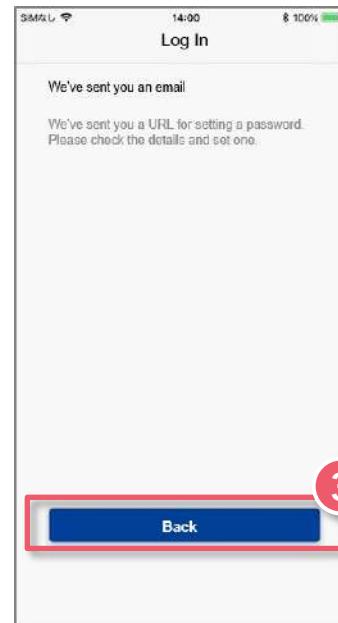 SIMなし 14:00 100%
Log In
We've sent you an email
We've sent you a URL for setting a password.
Please check the details and set one.
3
Back